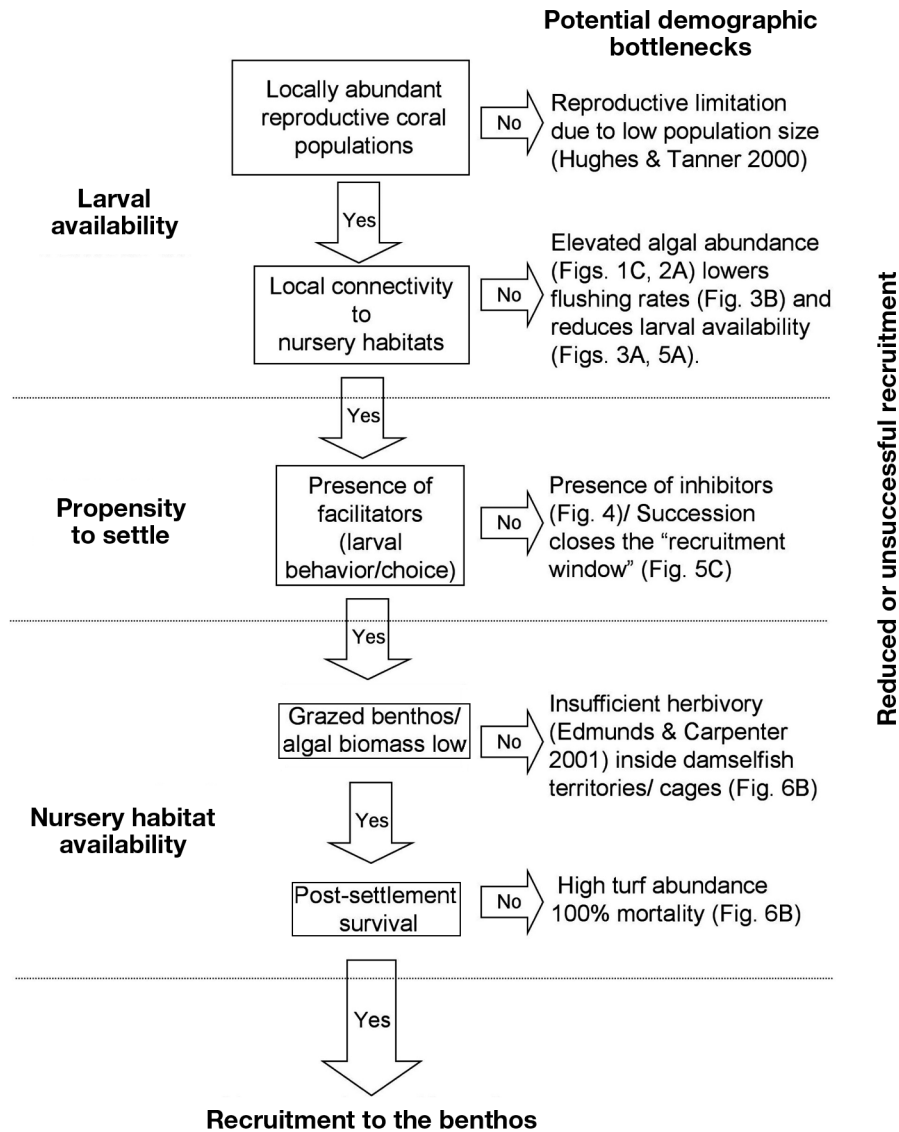 Potential demographic
bottlenecks
Locally abundant
reproductive coral
populations
No
Reproductive limitation
due to low population size
(Hughes & Tanner 2000)
Larval
availability
Yes
Local connectivity
to
nursery habitats
No
Elevated algal abundance
(Figs. 1C, 2A) lowers
flushing rates (Fig. 3B) and
reduces larval availability
(Figs. 3A, 5A).
Yes
Propensity
to settle
Presence of
facilitators
(larval
behavior/choice)
No
Presence of inhibitors
(Fig. 4)/ Succession
closes the “recruitment
window” (Fig. 5C)
Yes
Nursery habitat
availability
Grazed benthos/
algal biomass low
No
Insufficient herbivory
(Edmunds & Carpenter
2001) inside damselfish
territories/ cages (Fig. 6B)
Yes
Post-settlement
survival
No
High turf abundance
100% mortality (Fig. 6B)
Yes
Recruitment to the benthos
Reduced or unsuccessful recruitment